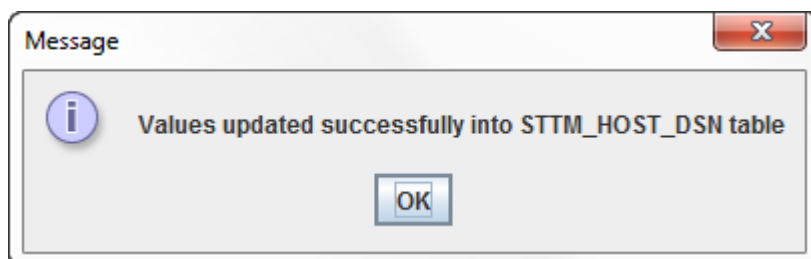 Message
Values updated successfully into STTM_HOST_DSN table
OK